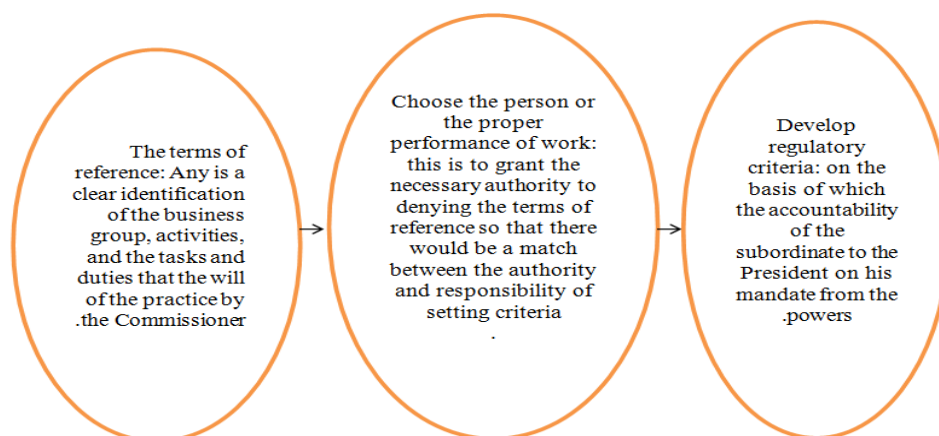 The terms of
reference: Any is a
clear identification
of the business
group, activities,
and the tasks and
duties that the will
of the practice by
.the Commissioner
Choose the person or
the proper
performance of work:
this is to grant the
necessary authority to
denying the terms of
reference so that there
would be a match
between the authority
and responsibility of
setting criteria
.
Develop
regulatory
criteria: on the
basis of which
the accountability
of the
subordinate to the
President on his
mandate from the
.powers